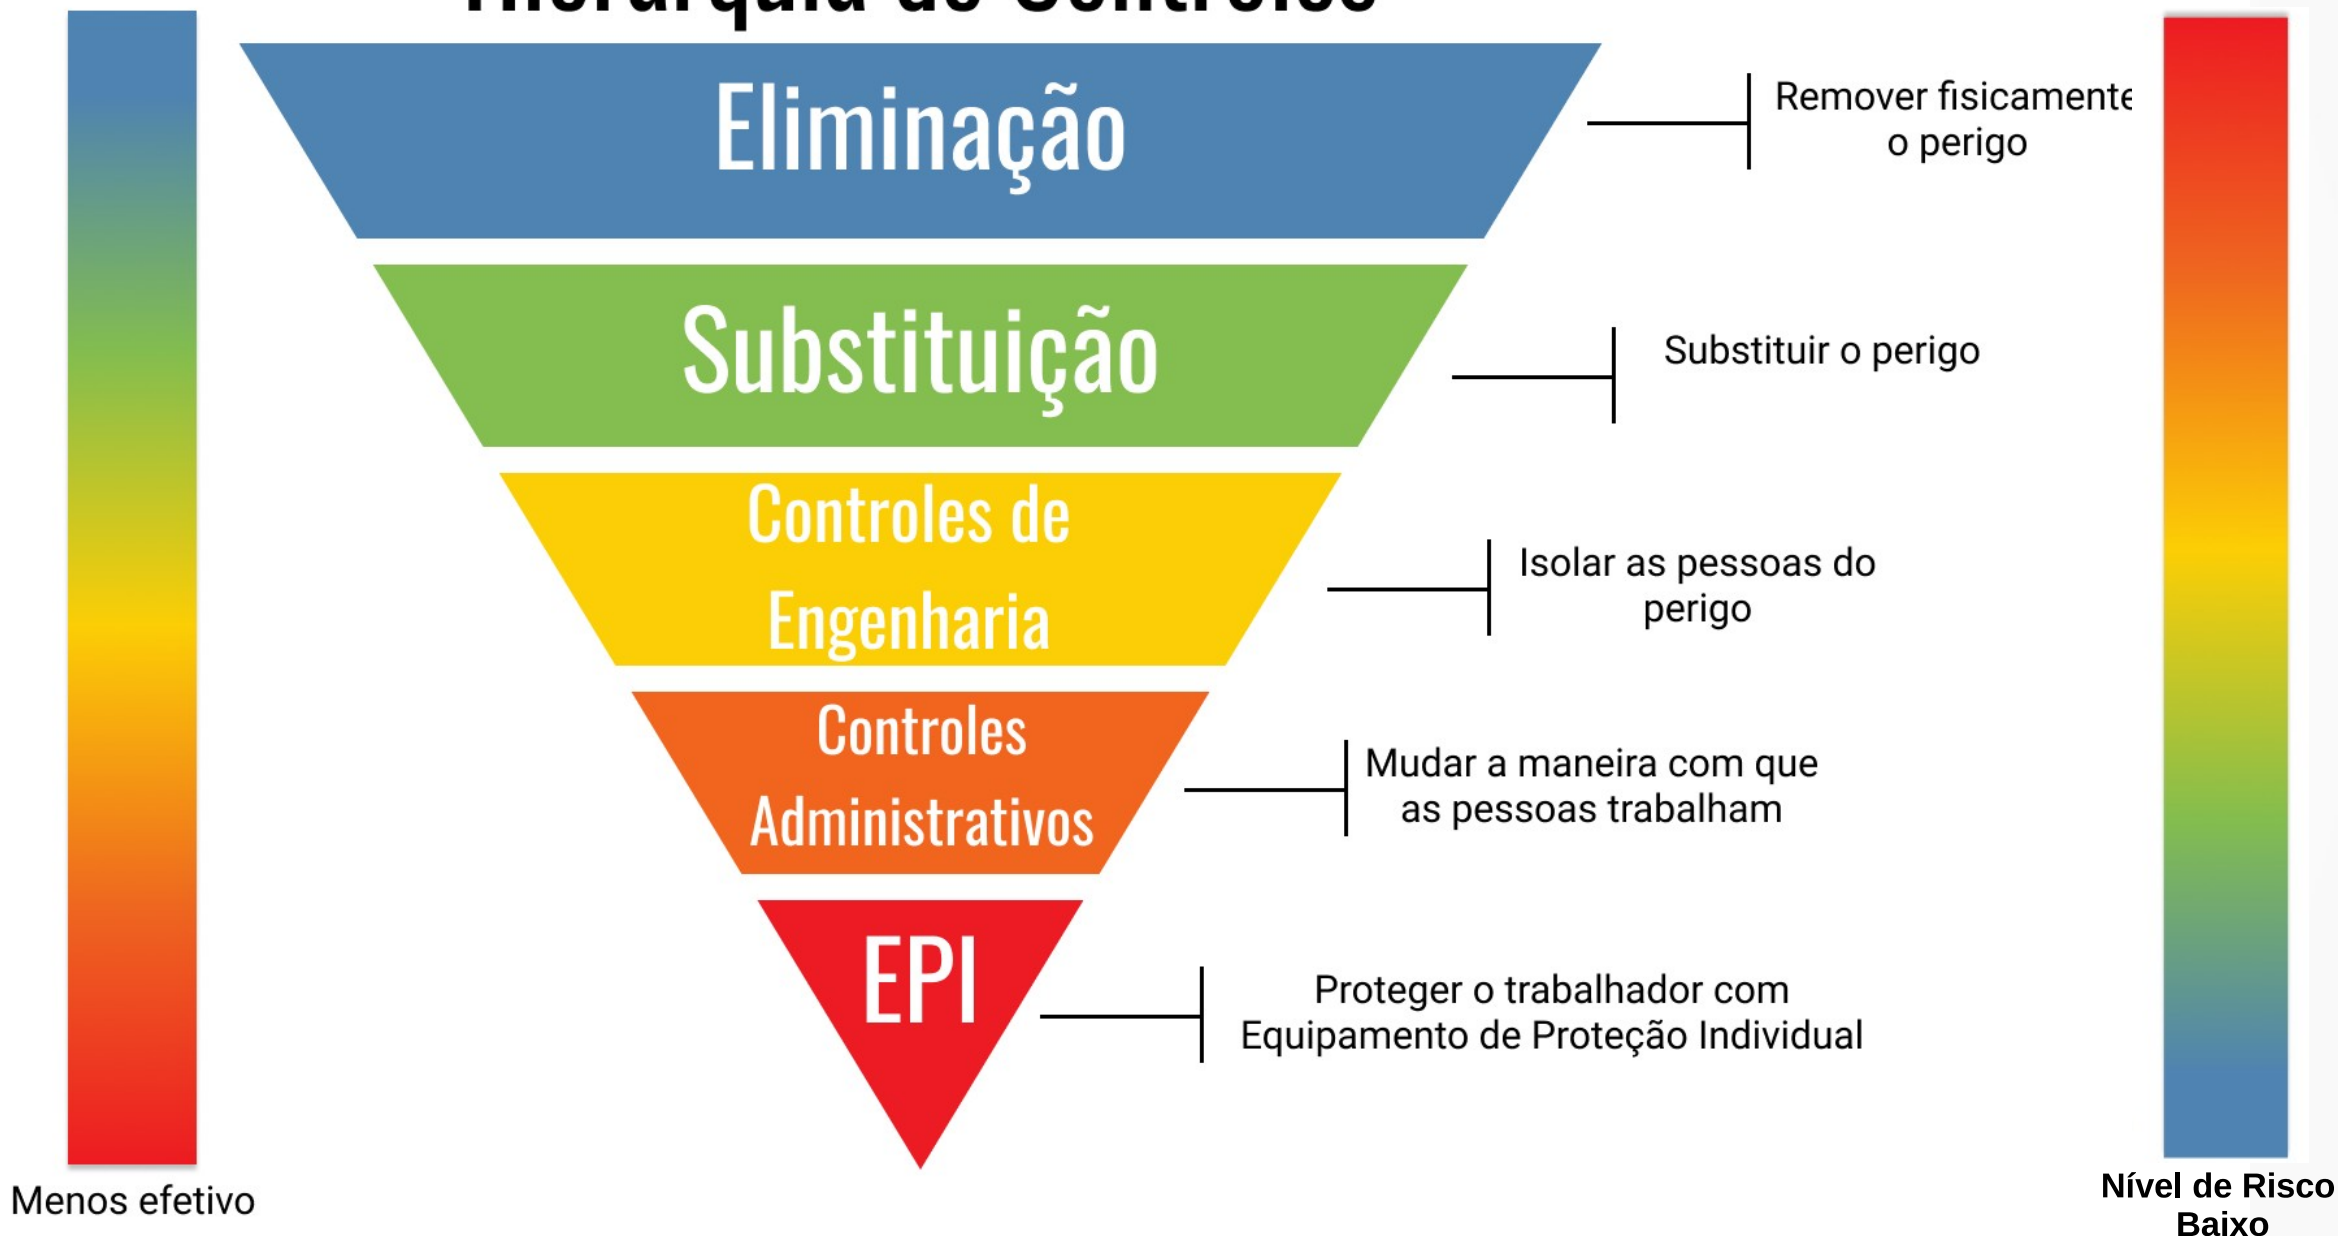 Eliminação
Remover fisicamente
o perigo
Substituição
Substituir o perigo
Controles de
Engenharia
Isolar as pessoas do
perigo
Controles
Administrativos
Mudar a maneira com que
as pessoas trabalham
EPI
Proteger o trabalhador com
Equipamento de Proteção Individual
Menos efetivo
Nível de Risco
Baixo